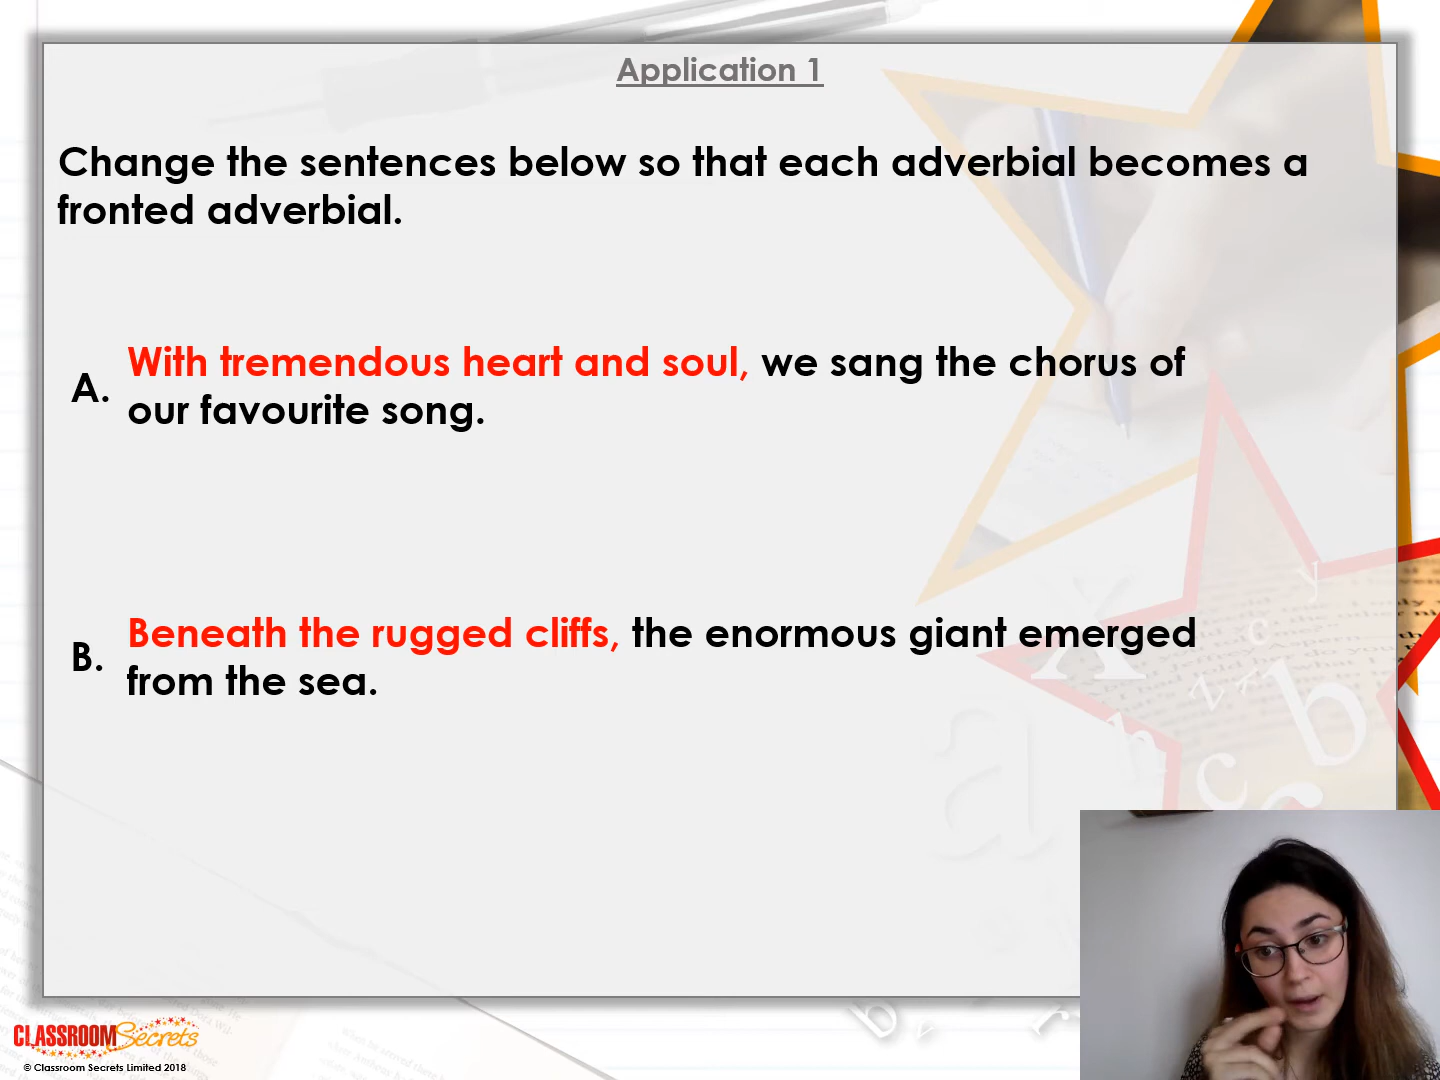 Application 1
Change the sentences below so that each adverbial becomes a
fronted adverbial.
A.
With tremendous heart and soul, we sang the chorus of
our favourite song.
B.
Beneath the rugged cliffs, the enormous giant emerged
from the sea.
CLASSROOM Secrets
© Classroom Secrets Limited 2018